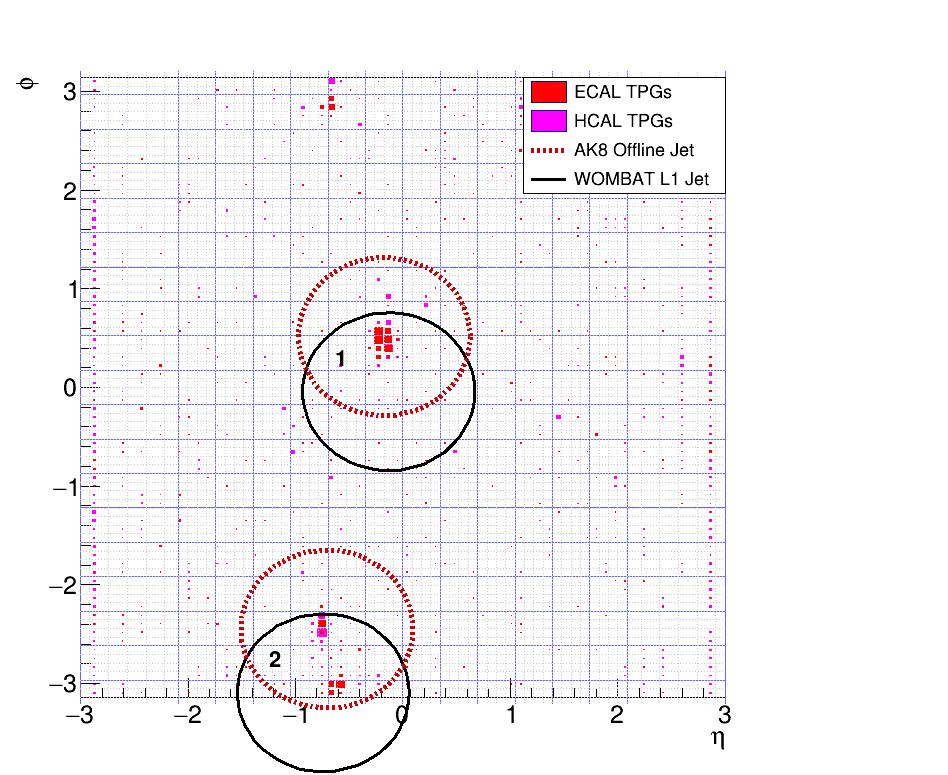 φ
3
ECAL TPGs
HCAL TPGs
AK8 Offline Jet
WOMBAT L1 Jet
2
1
1
0
−1
−2
2
−3
−3 −2 −1 0 1 2 3
η